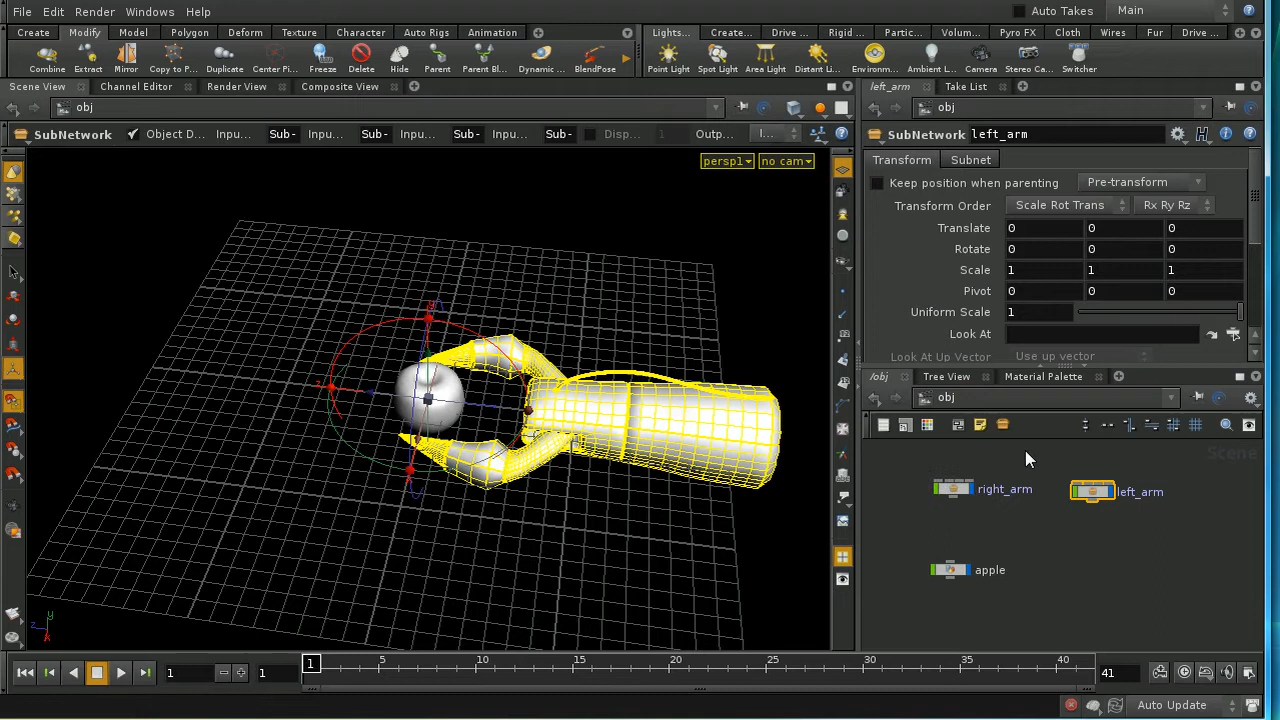 File Edit Render Windows Help Auto Takes Main
Create Modify Model Polygon Deform Texture Character Auto Rigs Animation Lights... Create... Drive ... Rigid ... Partic... Volum... Pyro FX Cloth Wires Fur Drive ...
Combine Extract Mirror Copy to P... Duplicate Center Pi... Freeze Delete Hide Parent Parent Bl... Dynamic ... BlendPose Point Light Spot Light Area Light Distant Li... Environm... Ambient L... Camera Stereo Ca... Switcher
Scene View Channel Editor Render View Composite View
obj
SubNetwork Object D... Inpu... Sub- Inpu... Sub- Inpu... Sub- Inpu... Sub- Disp... 1 Outp... I...
persp1 no cam
left_arm Take List
obj
SubNetwork left_arm
Transform Subnet
Keep position when parenting Pre-transform
Transform Order Scale Rot Trans Rx Ry Rz
Translate 0 0 0
Rotate 0 0 0
Scale 1 1 1
Pivot 0 0 0
Uniform Scale 1
Look At
Look At Up Vector Use up vector
/obj Tree View Material Palette
obj
Scene
right_arm left_arm
apple
y
z x
1 1 1 5 10 15 20 25 30 35 40 41
Auto Update